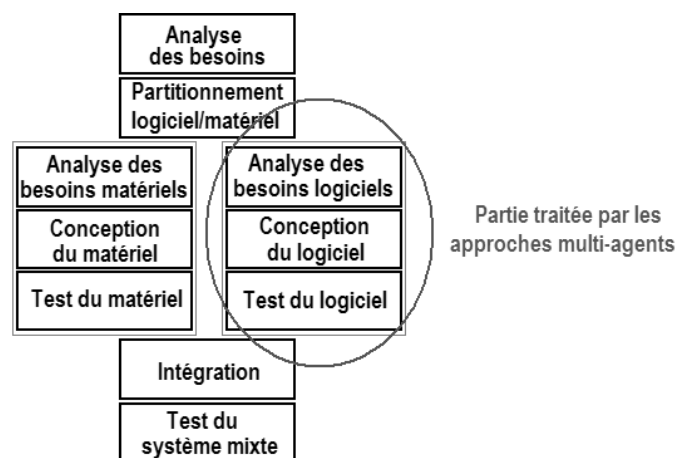 Analyse
des besoins
Partitionnement
logiciel/matériel
Analyse des
besoins matériels
Conception
du matériel
Test du matériel
Analyse des
besoins logiciels
Conception
du logiciel
Test du logiciel
Partie traitée par les
approches multi-agents
Intégration
Test du
système mixte